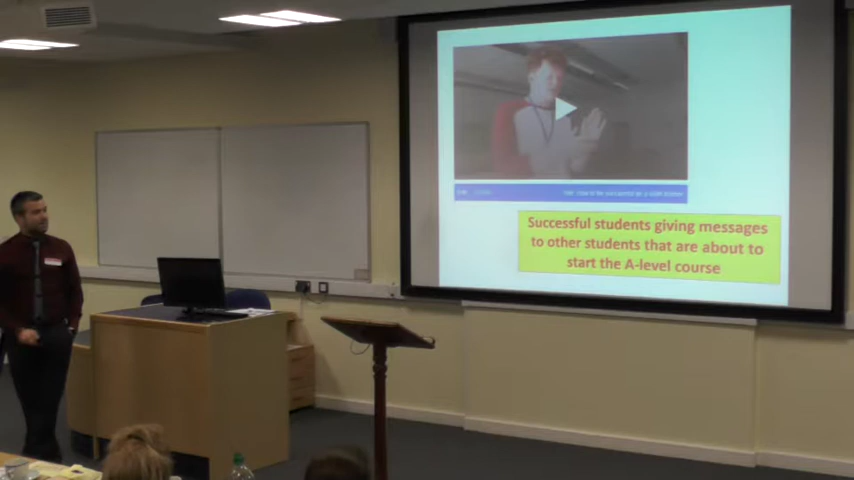 Successful students giving messages
to other students that are about to
start the A-level course